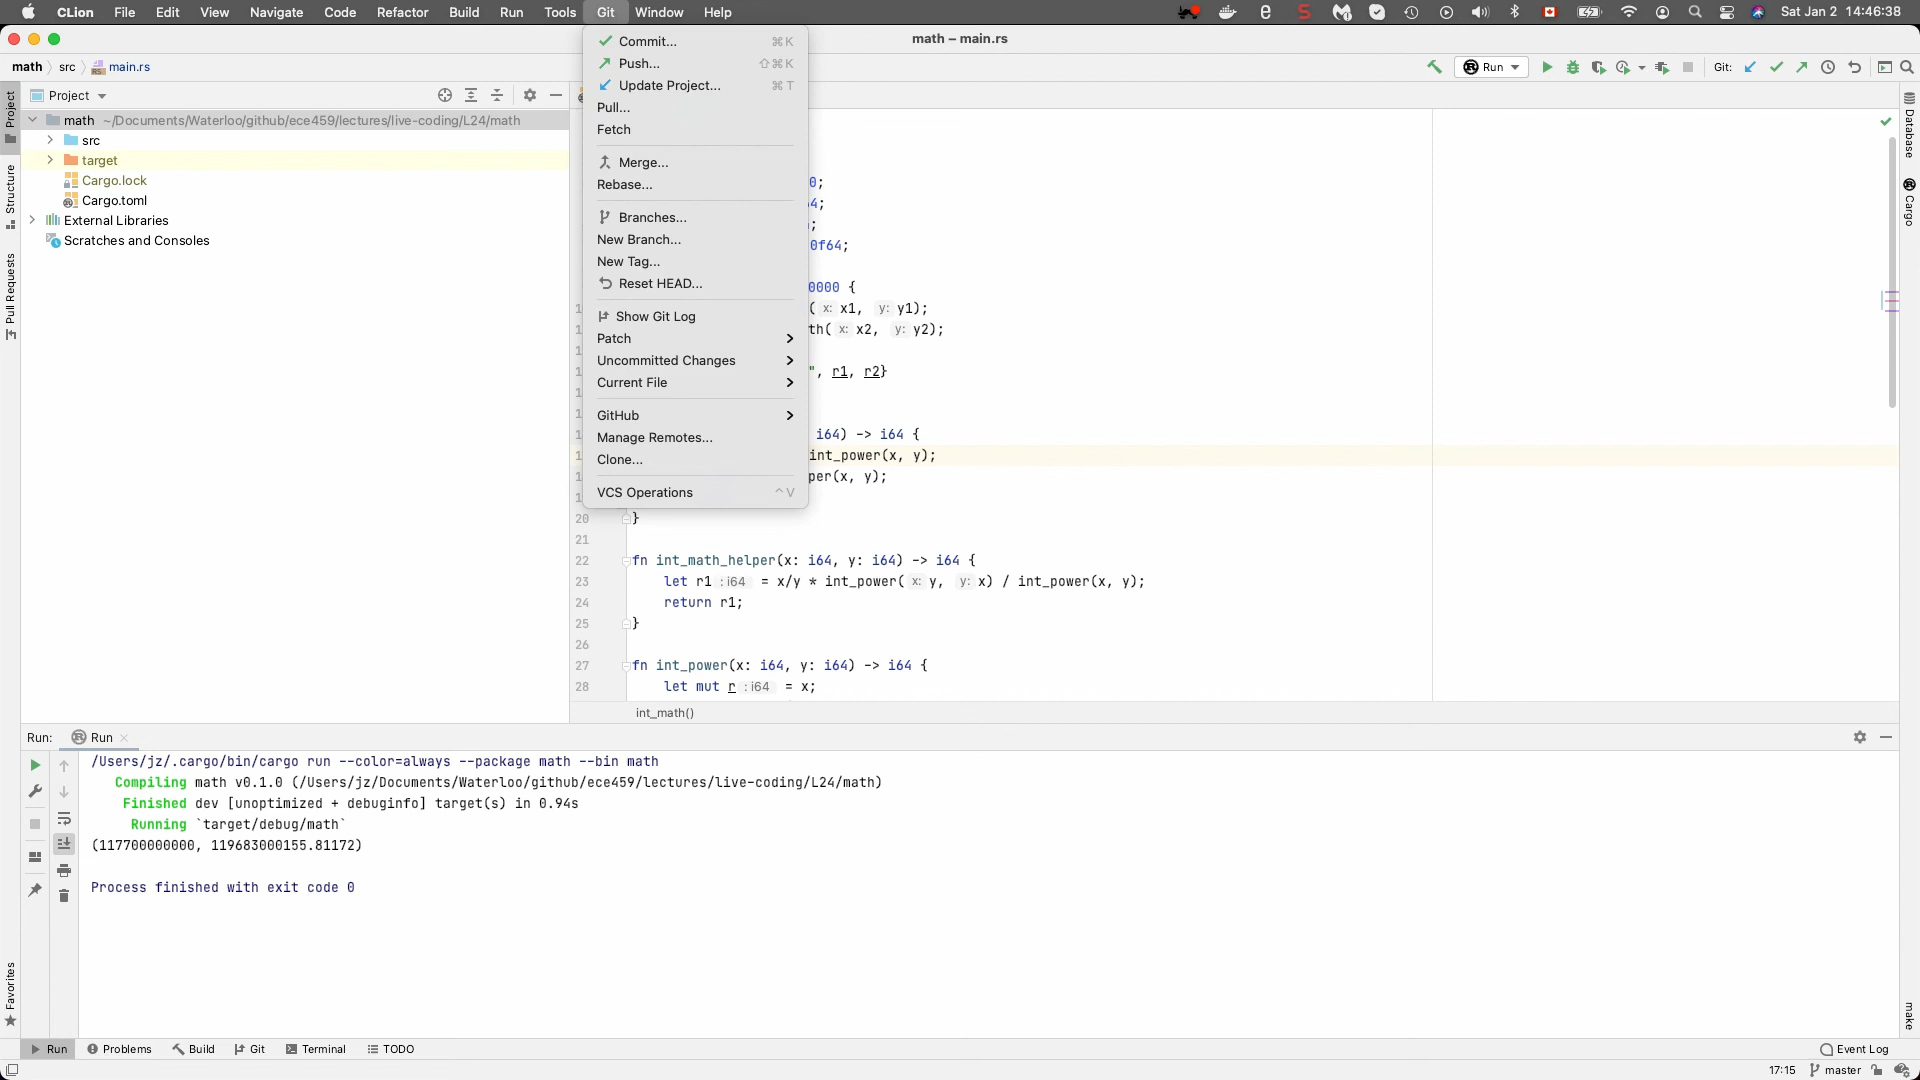 CLion File Edit View Navigate Code Refactor Build Run Tools Git Window Help
Sat Jan 2 14:46:38
math – main.rs
math src main.rs
Run
Git:
Project
math ~/Documents/Waterloo/github/ece459/lectures/live-coding/L24/math
src
target
Cargo.lock
Cargo.toml
External Libraries
Scratches and Consoles
Project
Structure
Pull Requests
Favorites
Commit... ⌘K
Push... ⇧⌘K
Update Project... ⌘T
Pull...
Fetch
Merge...
Rebase...
Branches...
New Branch...
New Tag...
Reset HEAD...
Show Git Log
Patch
Uncommitted Changes
Current File
GitHub
Manage Remotes...
Clone...
VCS Operations ^V
0;
4;
;
0f64;
0000 {
( x: x1, y: y1);
th( x: x2, y: y2);
", r1, r2}
i64) -> i64 {
int_power(x, y);
per(x, y);
20 }
21
22 fn int_math_helper(x: i64, y: i64) -> i64 {
23 let r1 : i64 = x/y * int_power( x: y, y: x) / int_power(x, y);
24 return r1;
25 }
26
27 fn int_power(x: i64, y: i64) -> i64 {
28 let mut r : i64 = x;
int_math()
Database
Cargo
make
Run: Run
/Users/jz/.cargo/bin/cargo run --color=always --package math --bin math
Compiling math v0.1.0 (/Users/jz/Documents/Waterloo/github/ece459/lectures/live-coding/L24/math)
Finished dev [unoptimized + debuginfo] target(s) in 0.94s
Running `target/debug/math`
(117700000000, 119683000155.81172)
Process finished with exit code 0
Run Problems Build Git Terminal TODO
Event Log
17:15 master